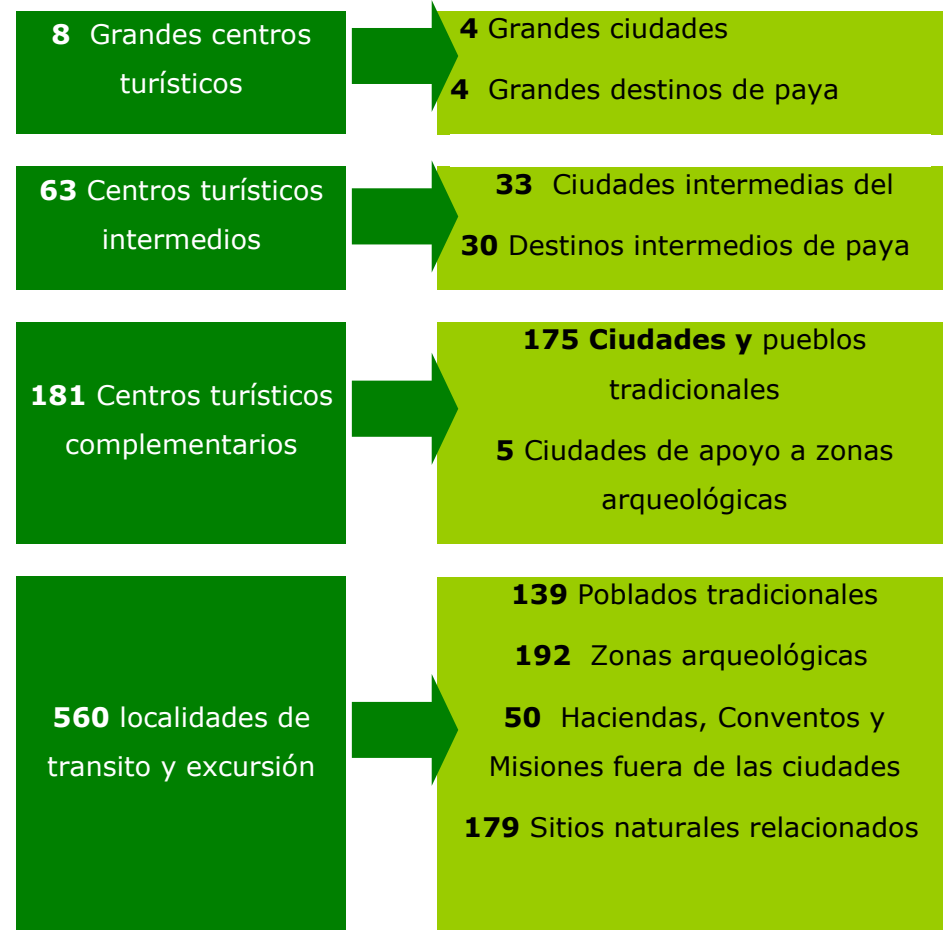 8 Grandes centros
turísticos
4 Grandes ciudades
4 Grandes destinos de paya
63 Centros turísticos
intermedios
33 Ciudades intermedias del
30 Destinos intermedios de paya
181 Centros turísticos
complementarios
175 Ciudades y pueblos
tradicionales
5 Ciudades de apoyo a zonas
arqueológicas
560 localidades de
transito y excursión
139 Poblados tradicionales
192 Zonas arqueológicas
50 Haciendas, Conventos y
Misiones fuera de las ciudades
179 Sitios naturales relacionados